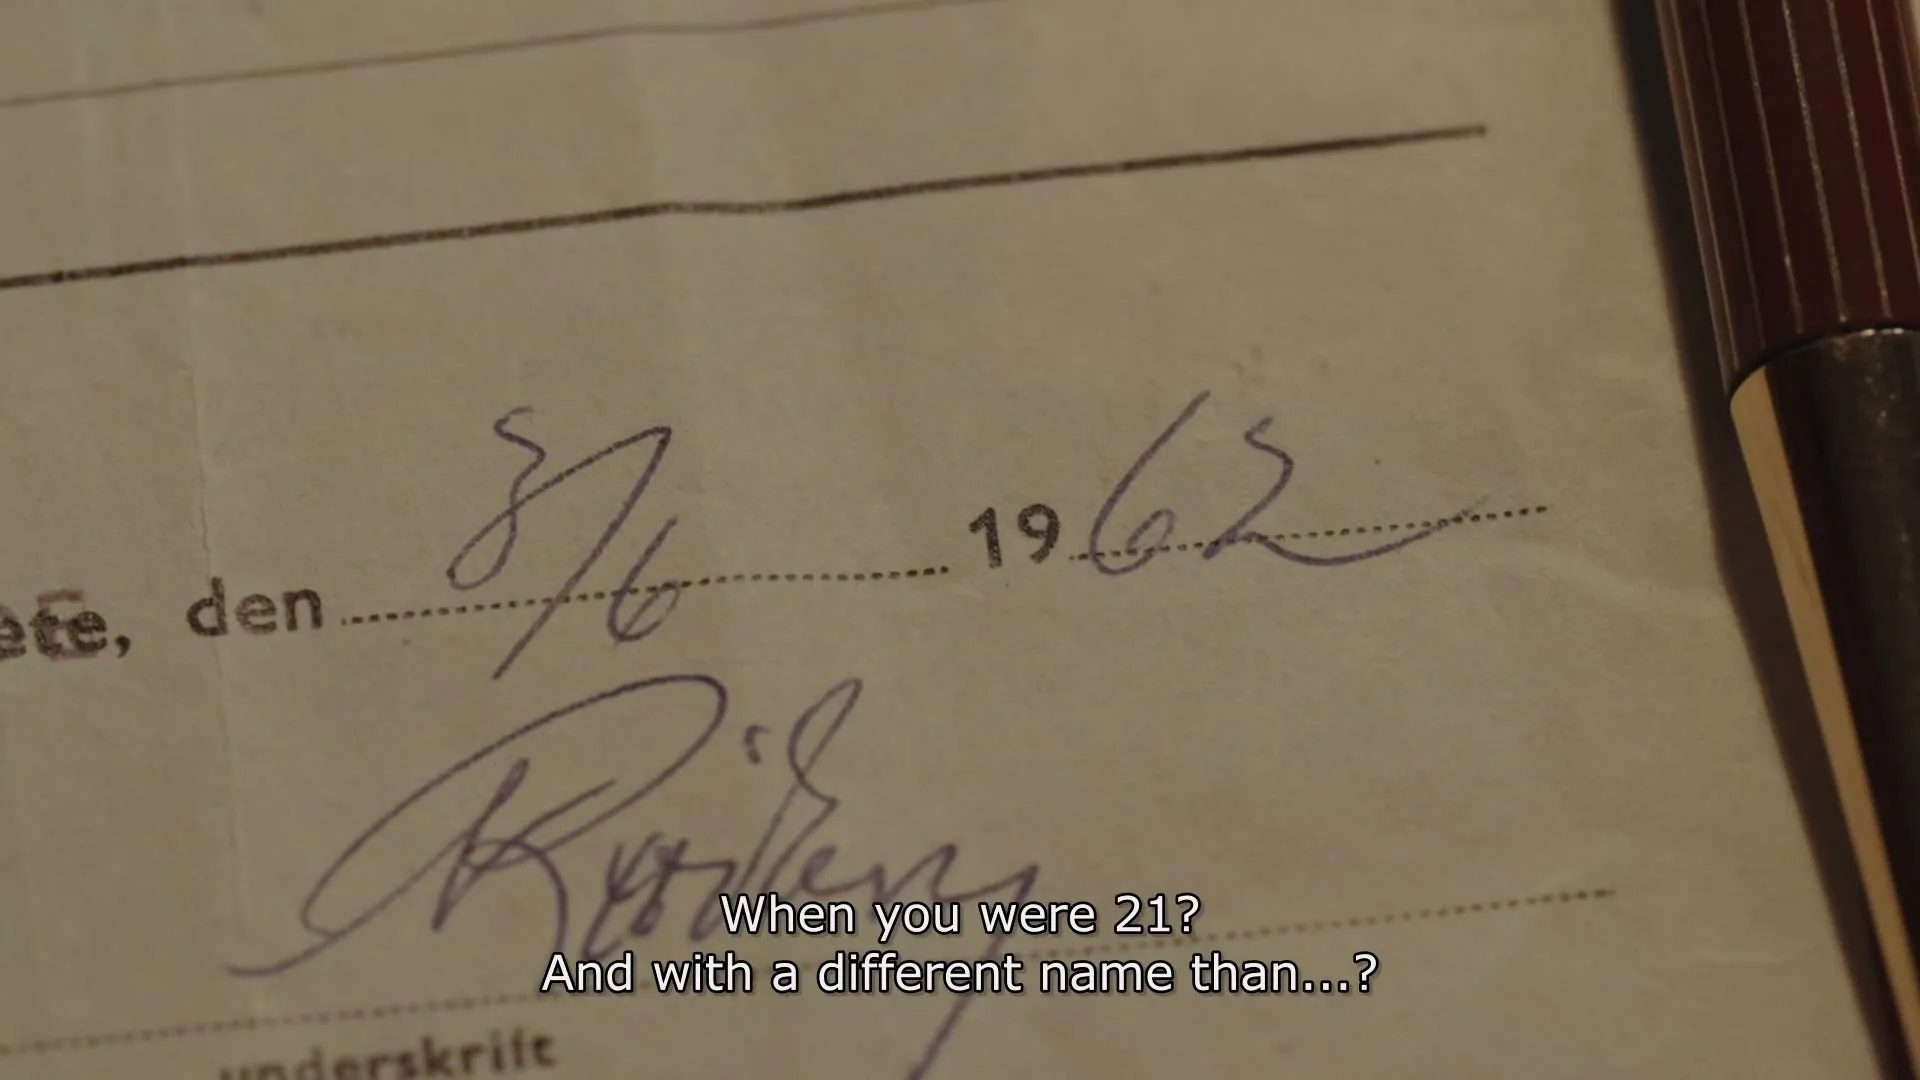 ete, den 8/6 1962
underskrift
When you were 21?
And with a different name than...?